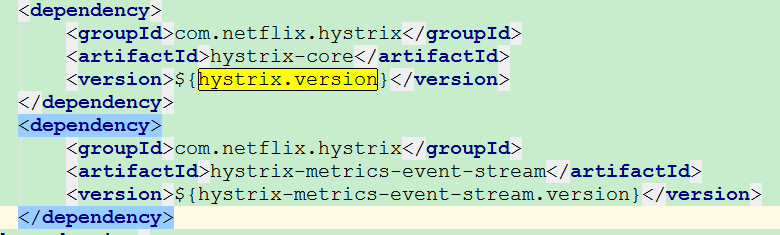 <dependency>
<groupId>com.netflix.hystrix</groupId>
<artifactId>hystrix-core</artifactId>
<version>${hystrix.version}</version>
</dependency>
<dependency>
<groupId>com.netflix.hystrix</groupId>
<artifactId>hystrix-metrics-event-stream</artifactId>
<version>${hystrix-metrics-event-stream.version}</version>
</dependency>